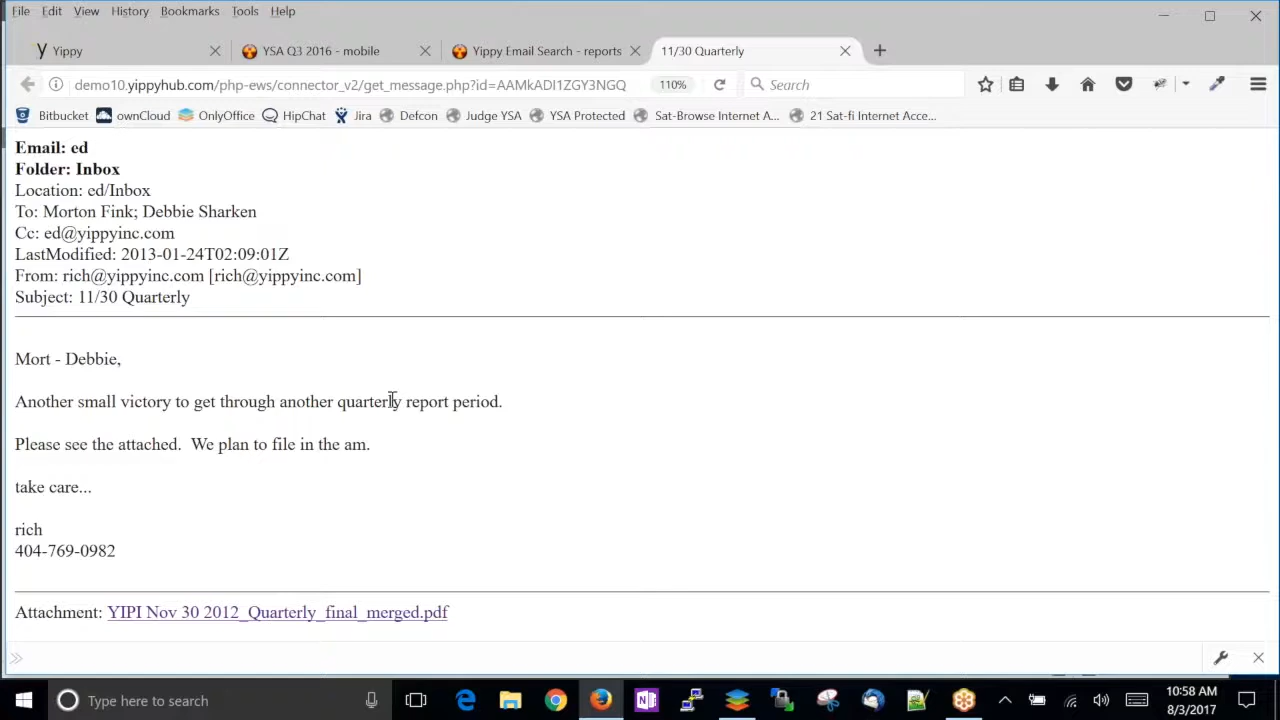 File Edit View History Bookmarks Tools Help
y Yippy
YSA Q3 2016 - mobile
Yippy Email Search - reports
11/30 Quarterly
demo10.yippyhub.com/php-ews/connector_v2/get_message.php?id=AAMkADI1ZGY3NGQ
110%
Search
Bitbucket ownCloud OnlyOffice HipChat Jira Defcon Judge YSA YSA Protected Sat-Browse Internet A... 21 Sat-fi Internet Acce...
Email: ed
Folder: Inbox
Location: ed/Inbox
To: Morton Fink; Debbie Sharken
Cc: ed@yippyinc.com
LastModified: 2013-01-24T02:09:01Z
From: rich@yippyinc.com [rich@yippyinc.com]
Subject: 11/30 Quarterly
Mort - Debbie,
Another small victory to get through another quarterly report period.
Please see the attached.  We plan to file in the am.
take care...
rich
404-769-0982
Attachment: YIPI Nov 30 2012_Quarterly_final_merged.pdf
Type here to search
10:58 AM
8/3/2017